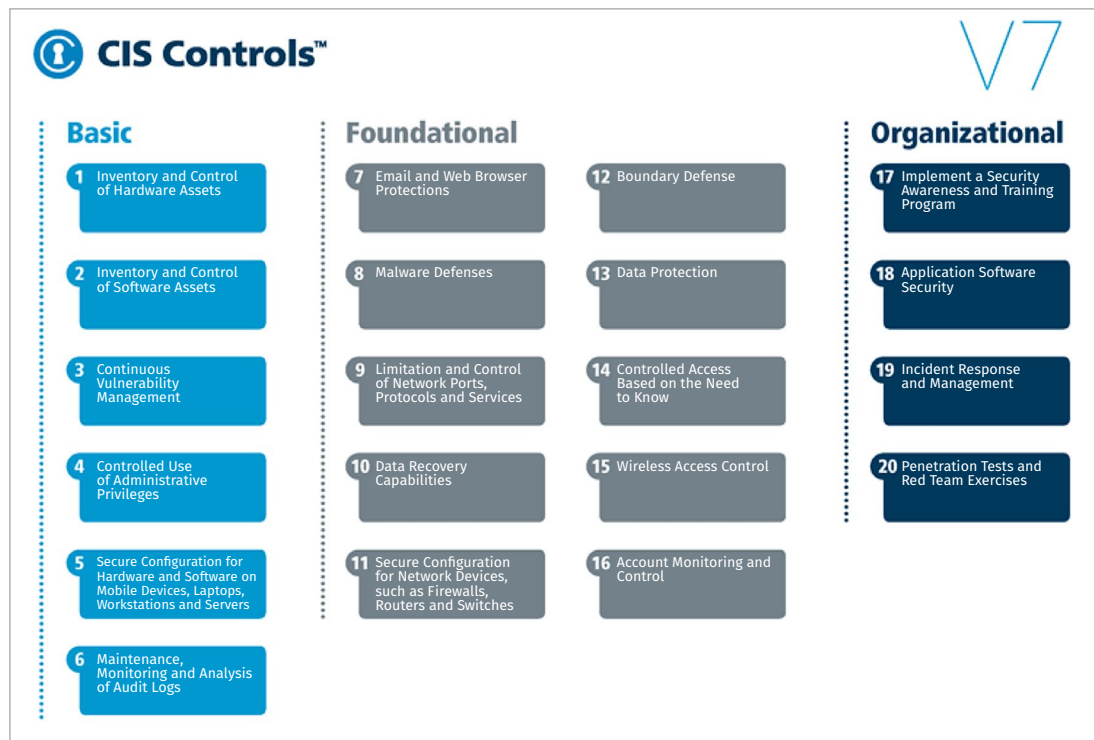 CIS Controls™
V7
Basic
1 Inventory and Control
of Hardware Assets
2 Inventory and Control
of Software Assets
3 Continuous
Vulnerability
Management
4 Controlled Use
of Administrative
Privileges
5 Secure Configuration for
Hardware and Software on
Mobile Devices, Laptops,
Workstations and Servers
6 Maintenance,
Monitoring and Analysis
of Audit Logs
Foundational
7 Email and Web Browser
Protections
8 Malware Defenses
9 Limitation and Control
of Network Ports,
Protocols and Services
10 Data Recovery
Capabilities
11 Secure Configuration
for Network Devices,
such as Firewalls,
Routers and Switches
12 Boundary Defense
13 Data Protection
14 Controlled Access
Based on the Need
to Know
15 Wireless Access Control
16 Account Monitoring and
Control
Organizational
17 Implement a Security
Awareness and Training
Program
18 Application Software
Security
19 Incident Response
and Management
20 Penetration Tests and
Red Team Exercises